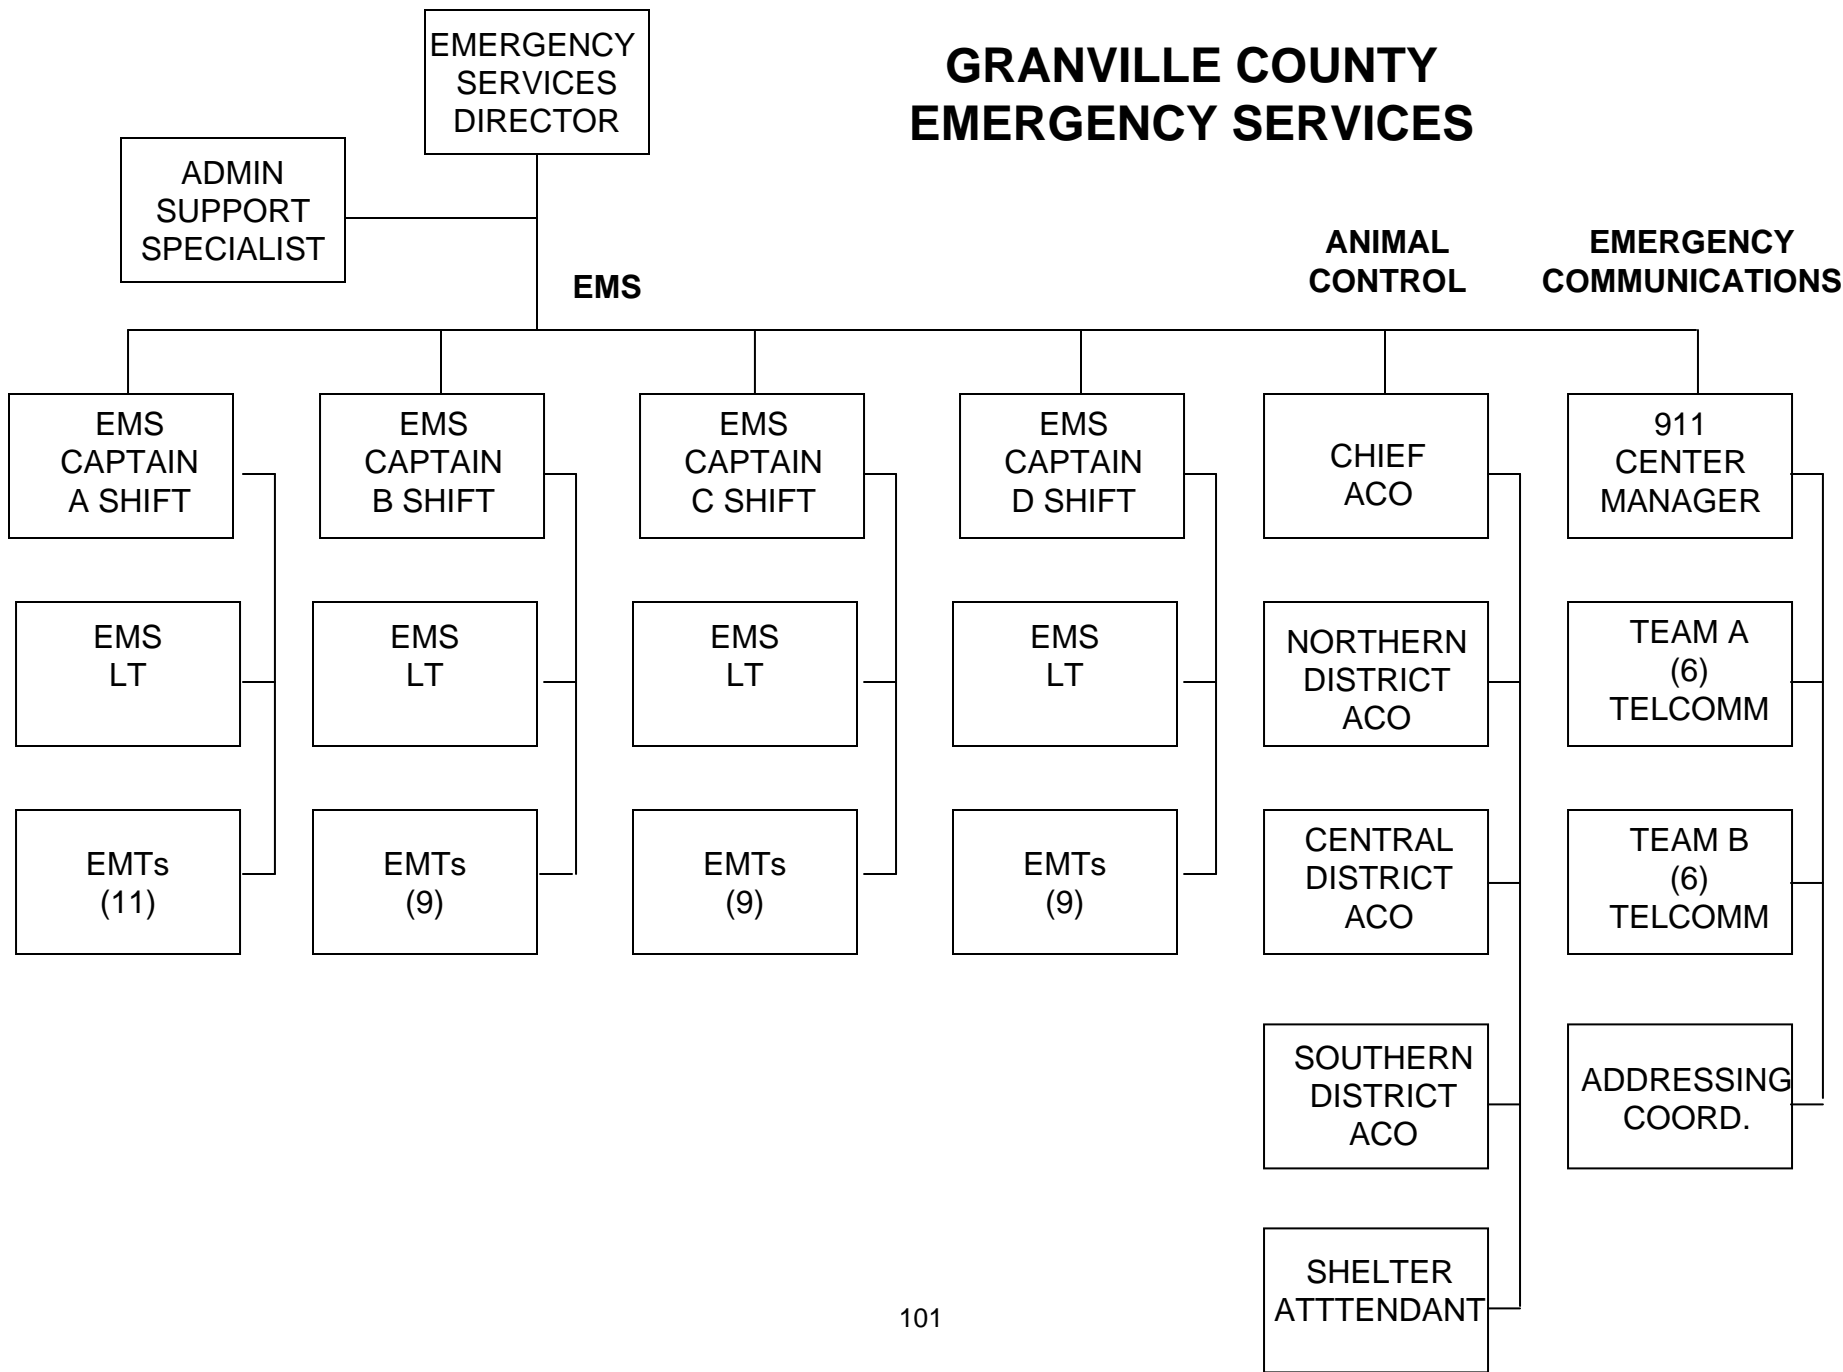 EMERGENCY
SERVICES
DIRECTOR
GRANVILLE COUNTY
EMERGENCY SERVICES
ADMIN
SUPPORT
SPECIALIST
EMS
ANIMAL
CONTROL
EMERGENCY
COMMUNICATIONS
EMS
CAPTAIN
A SHIFT
EMS
CAPTAIN
B SHIFT
EMS
CAPTAIN
C SHIFT
EMS
CAPTAIN
D SHIFT
CHIEF
ACO
911
CENTER
MANAGER
EMS
LT
EMS
LT
EMS
LT
EMS
LT
NORTHERN
DISTRICT
ACO
TEAM A
(6)
TELCOMM
EMTs
(11)
EMTs
(9)
EMTs
(9)
EMTs
(9)
CENTRAL
DISTRICT
ACO
TEAM B
(6)
TELCOMM
SOUTHERN
DISTRICT
ACO
ADDRESSING
COORD.
SHELTER
ATTTENDANT
101